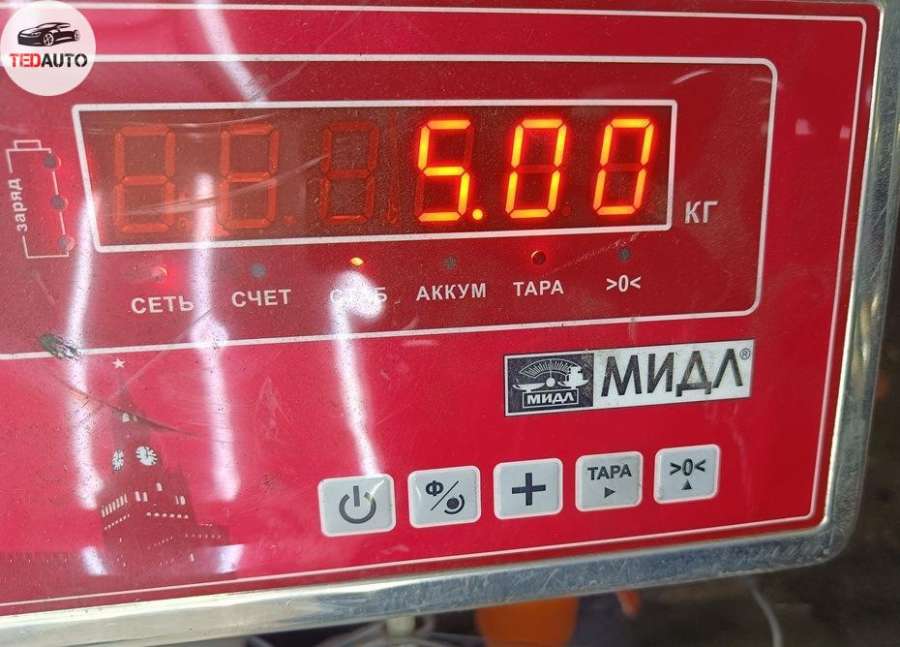 TEDAUTO
заряд
5.00
КГ
СЕТЬ СЧЕТ АККУМ ТАРА >0<
МИДЛ МИДЛ®
Ф ТАРА >0<